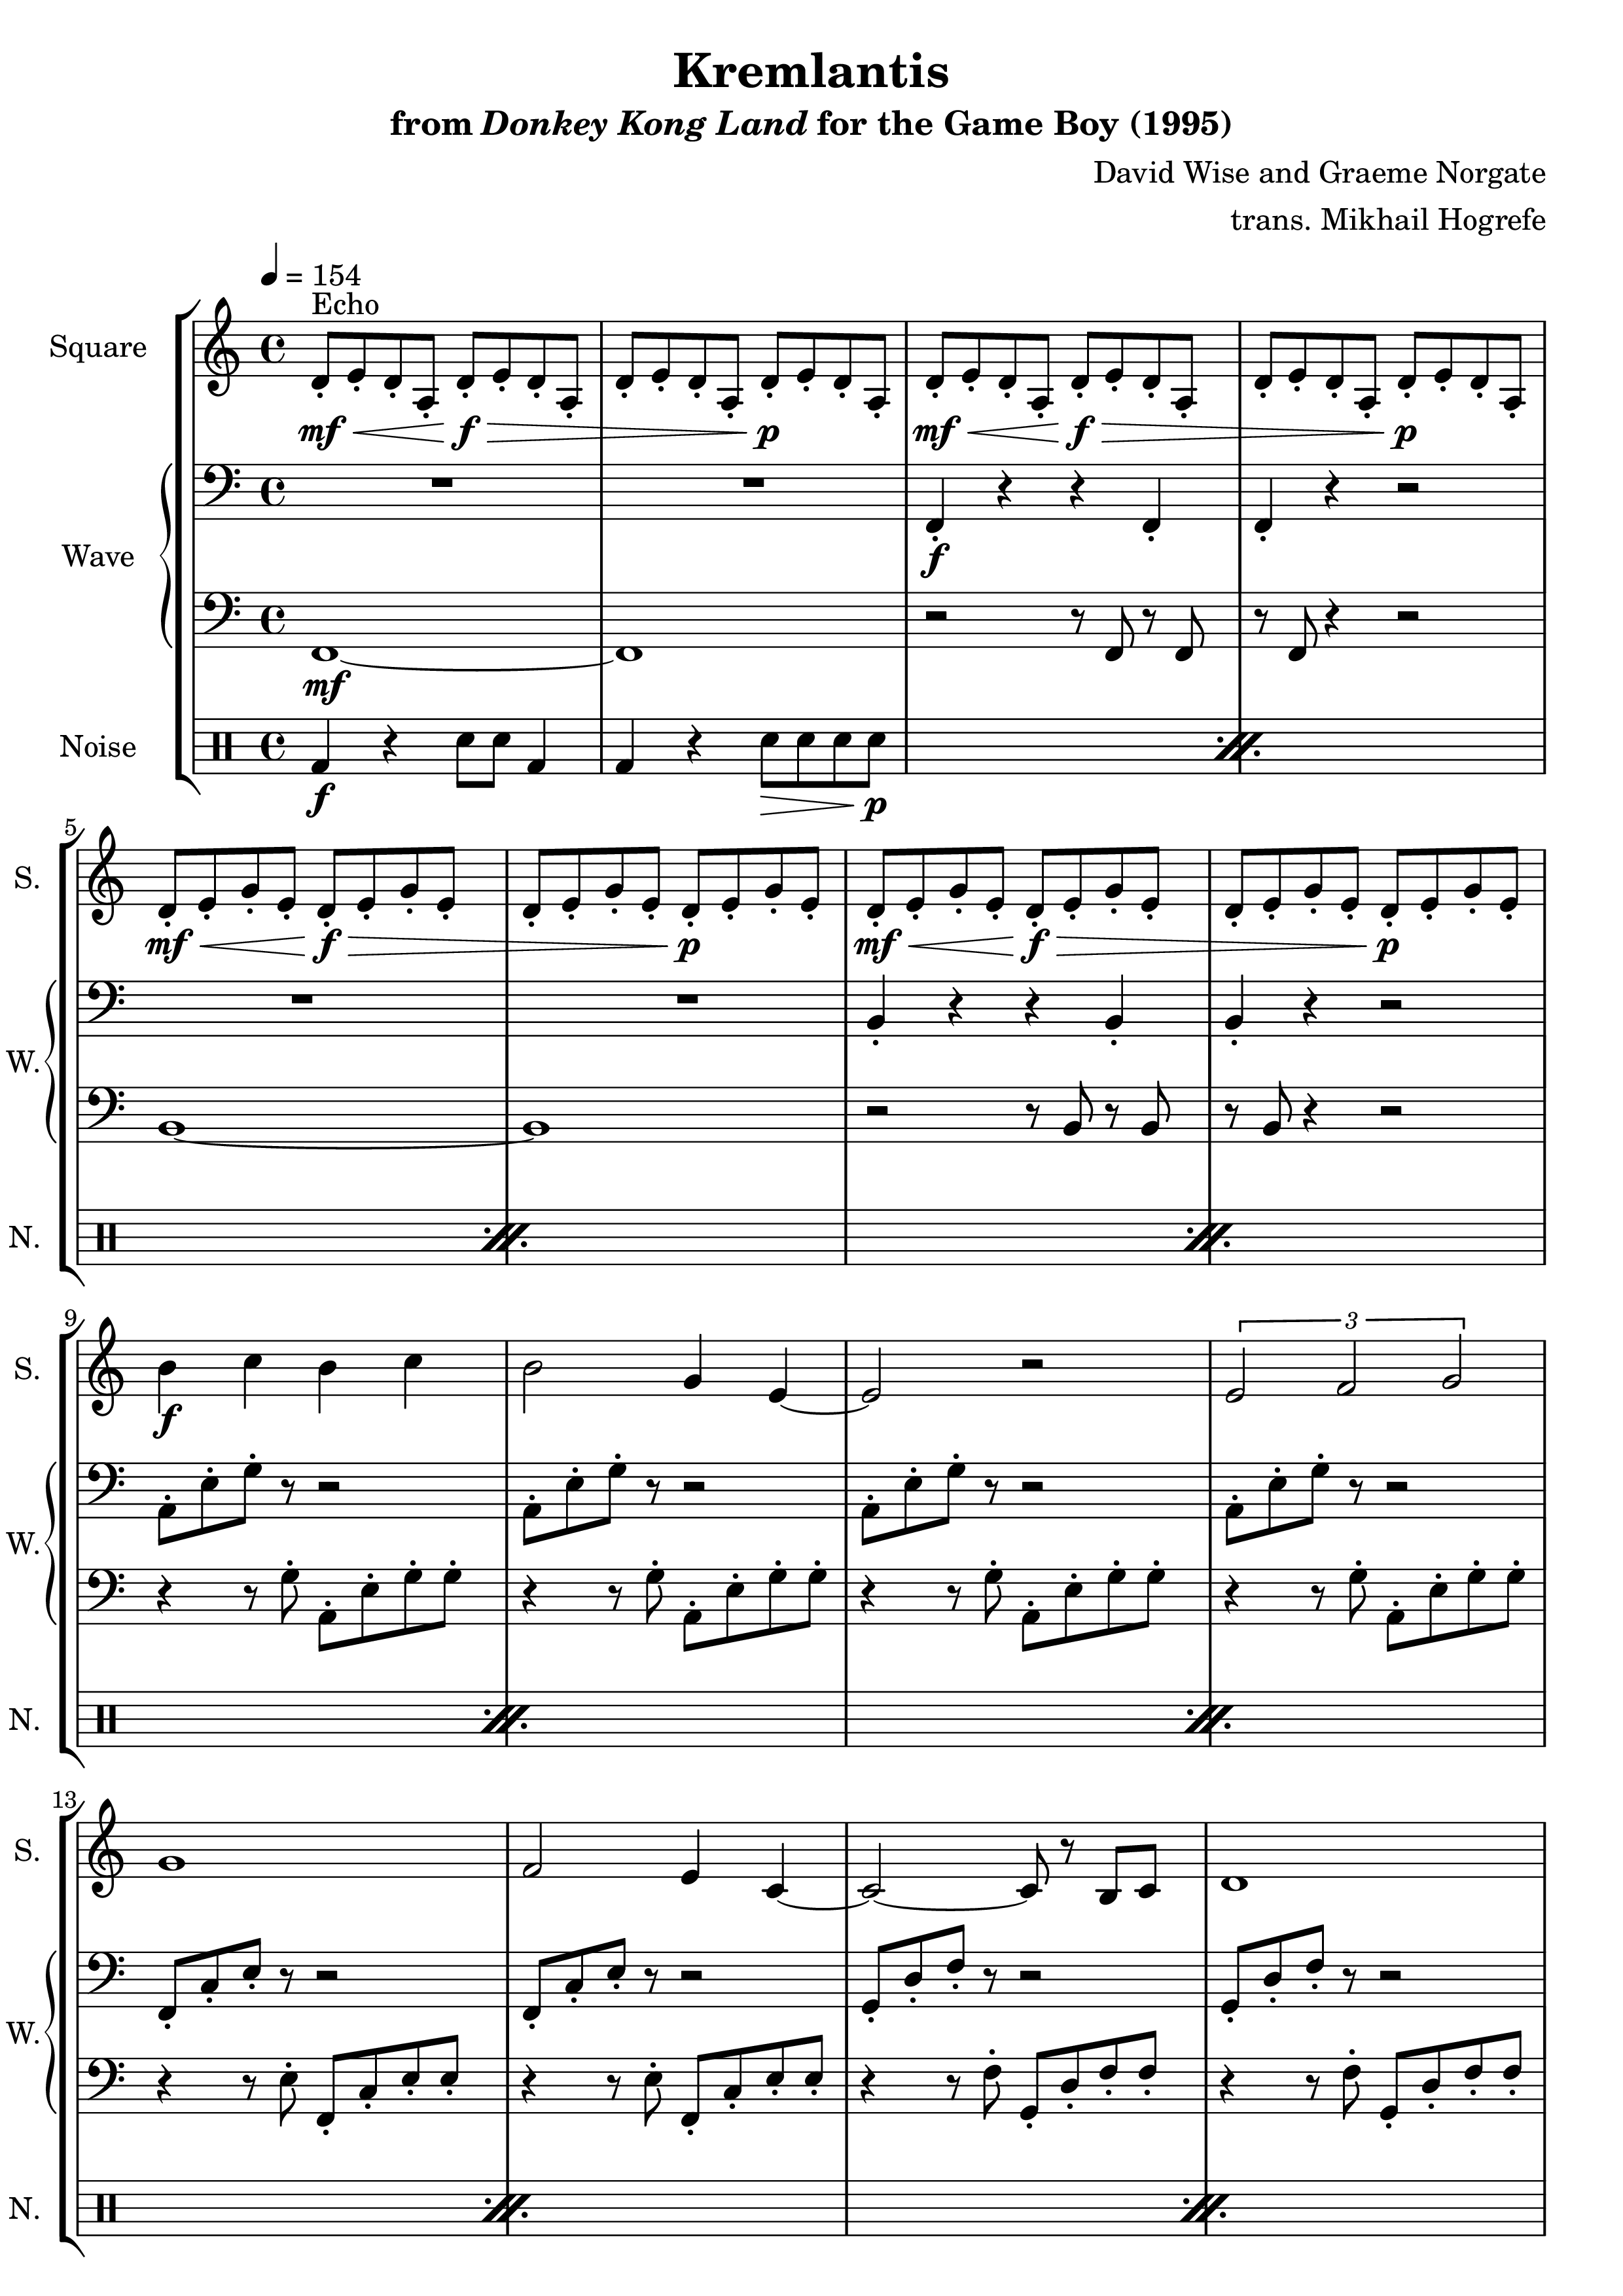 Kremlantis
from Donkey Kong Land for the Game Boy (1995)
David Wise and Graeme Norgate
trans. Mikhail Hogrefe
= 154
Echo
Square
mf f p mf f p
Wave
f
mf
Noise
f p
5
S.
mf f p mf f p
W.
N.
9
3
S.
f
W.
N.
13
S.
W.
N.